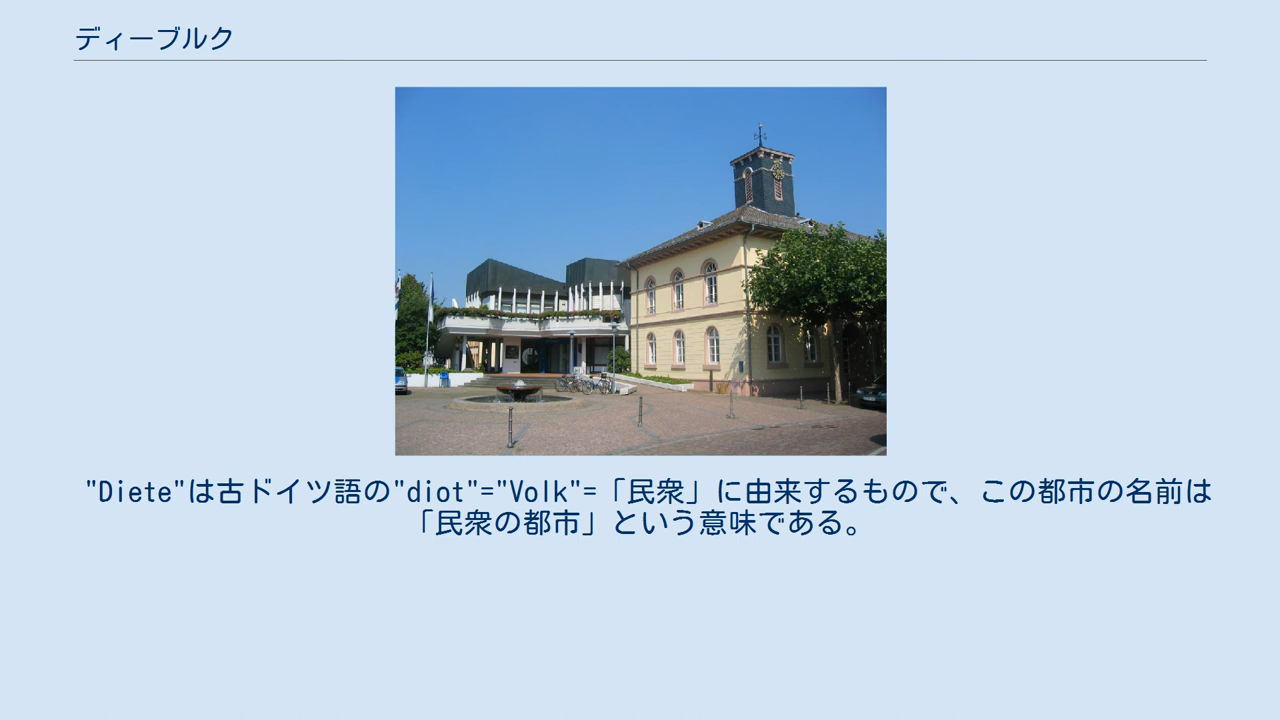 ディーブルク
"Diete"は古ドイツ語の"diot"="Volk"=「民衆」に由来するもので、この都市の名前は
「民衆の都市」という意味である。